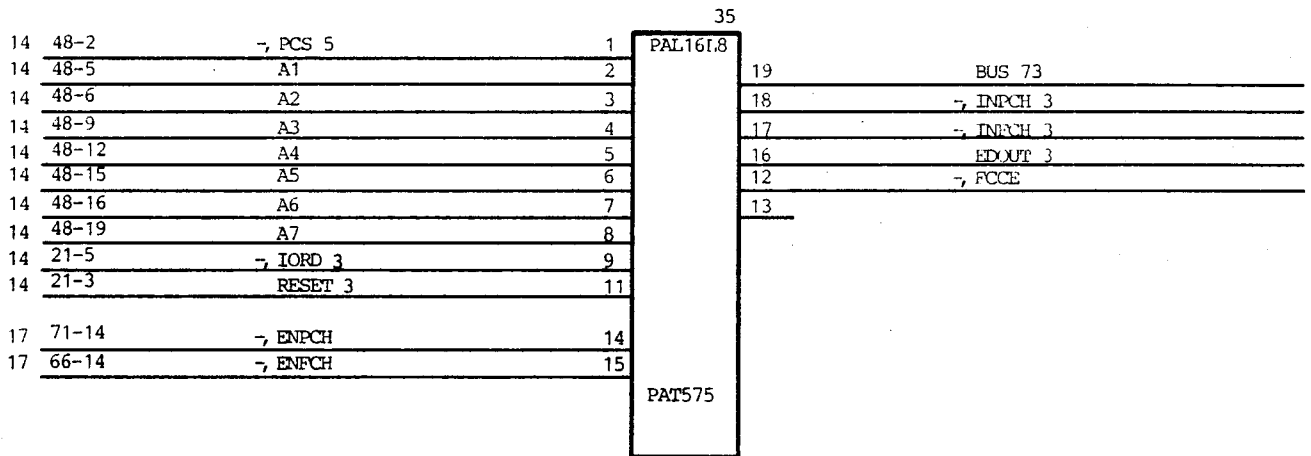 35
14 48-2 -, PCS 5 1 PAL16L8
14 48-5 A1 2 19 BUS 73
14 48-6 A2 3 18 -, INPCH 3
14 48-9 A3 4 17 -, INFCH 3
14 48-12 A4 5 16 EDOUT 3
14 48-15 A5 6 12 -, FCCE
14 48-16 A6 7 13
14 48-19 A7 8
14 21-5 -, IORD 3 9
14 21-3 RESET 3 11
17 71-14 -, ENPCH 14
17 66-14 -, ENFCH 15
PAT575